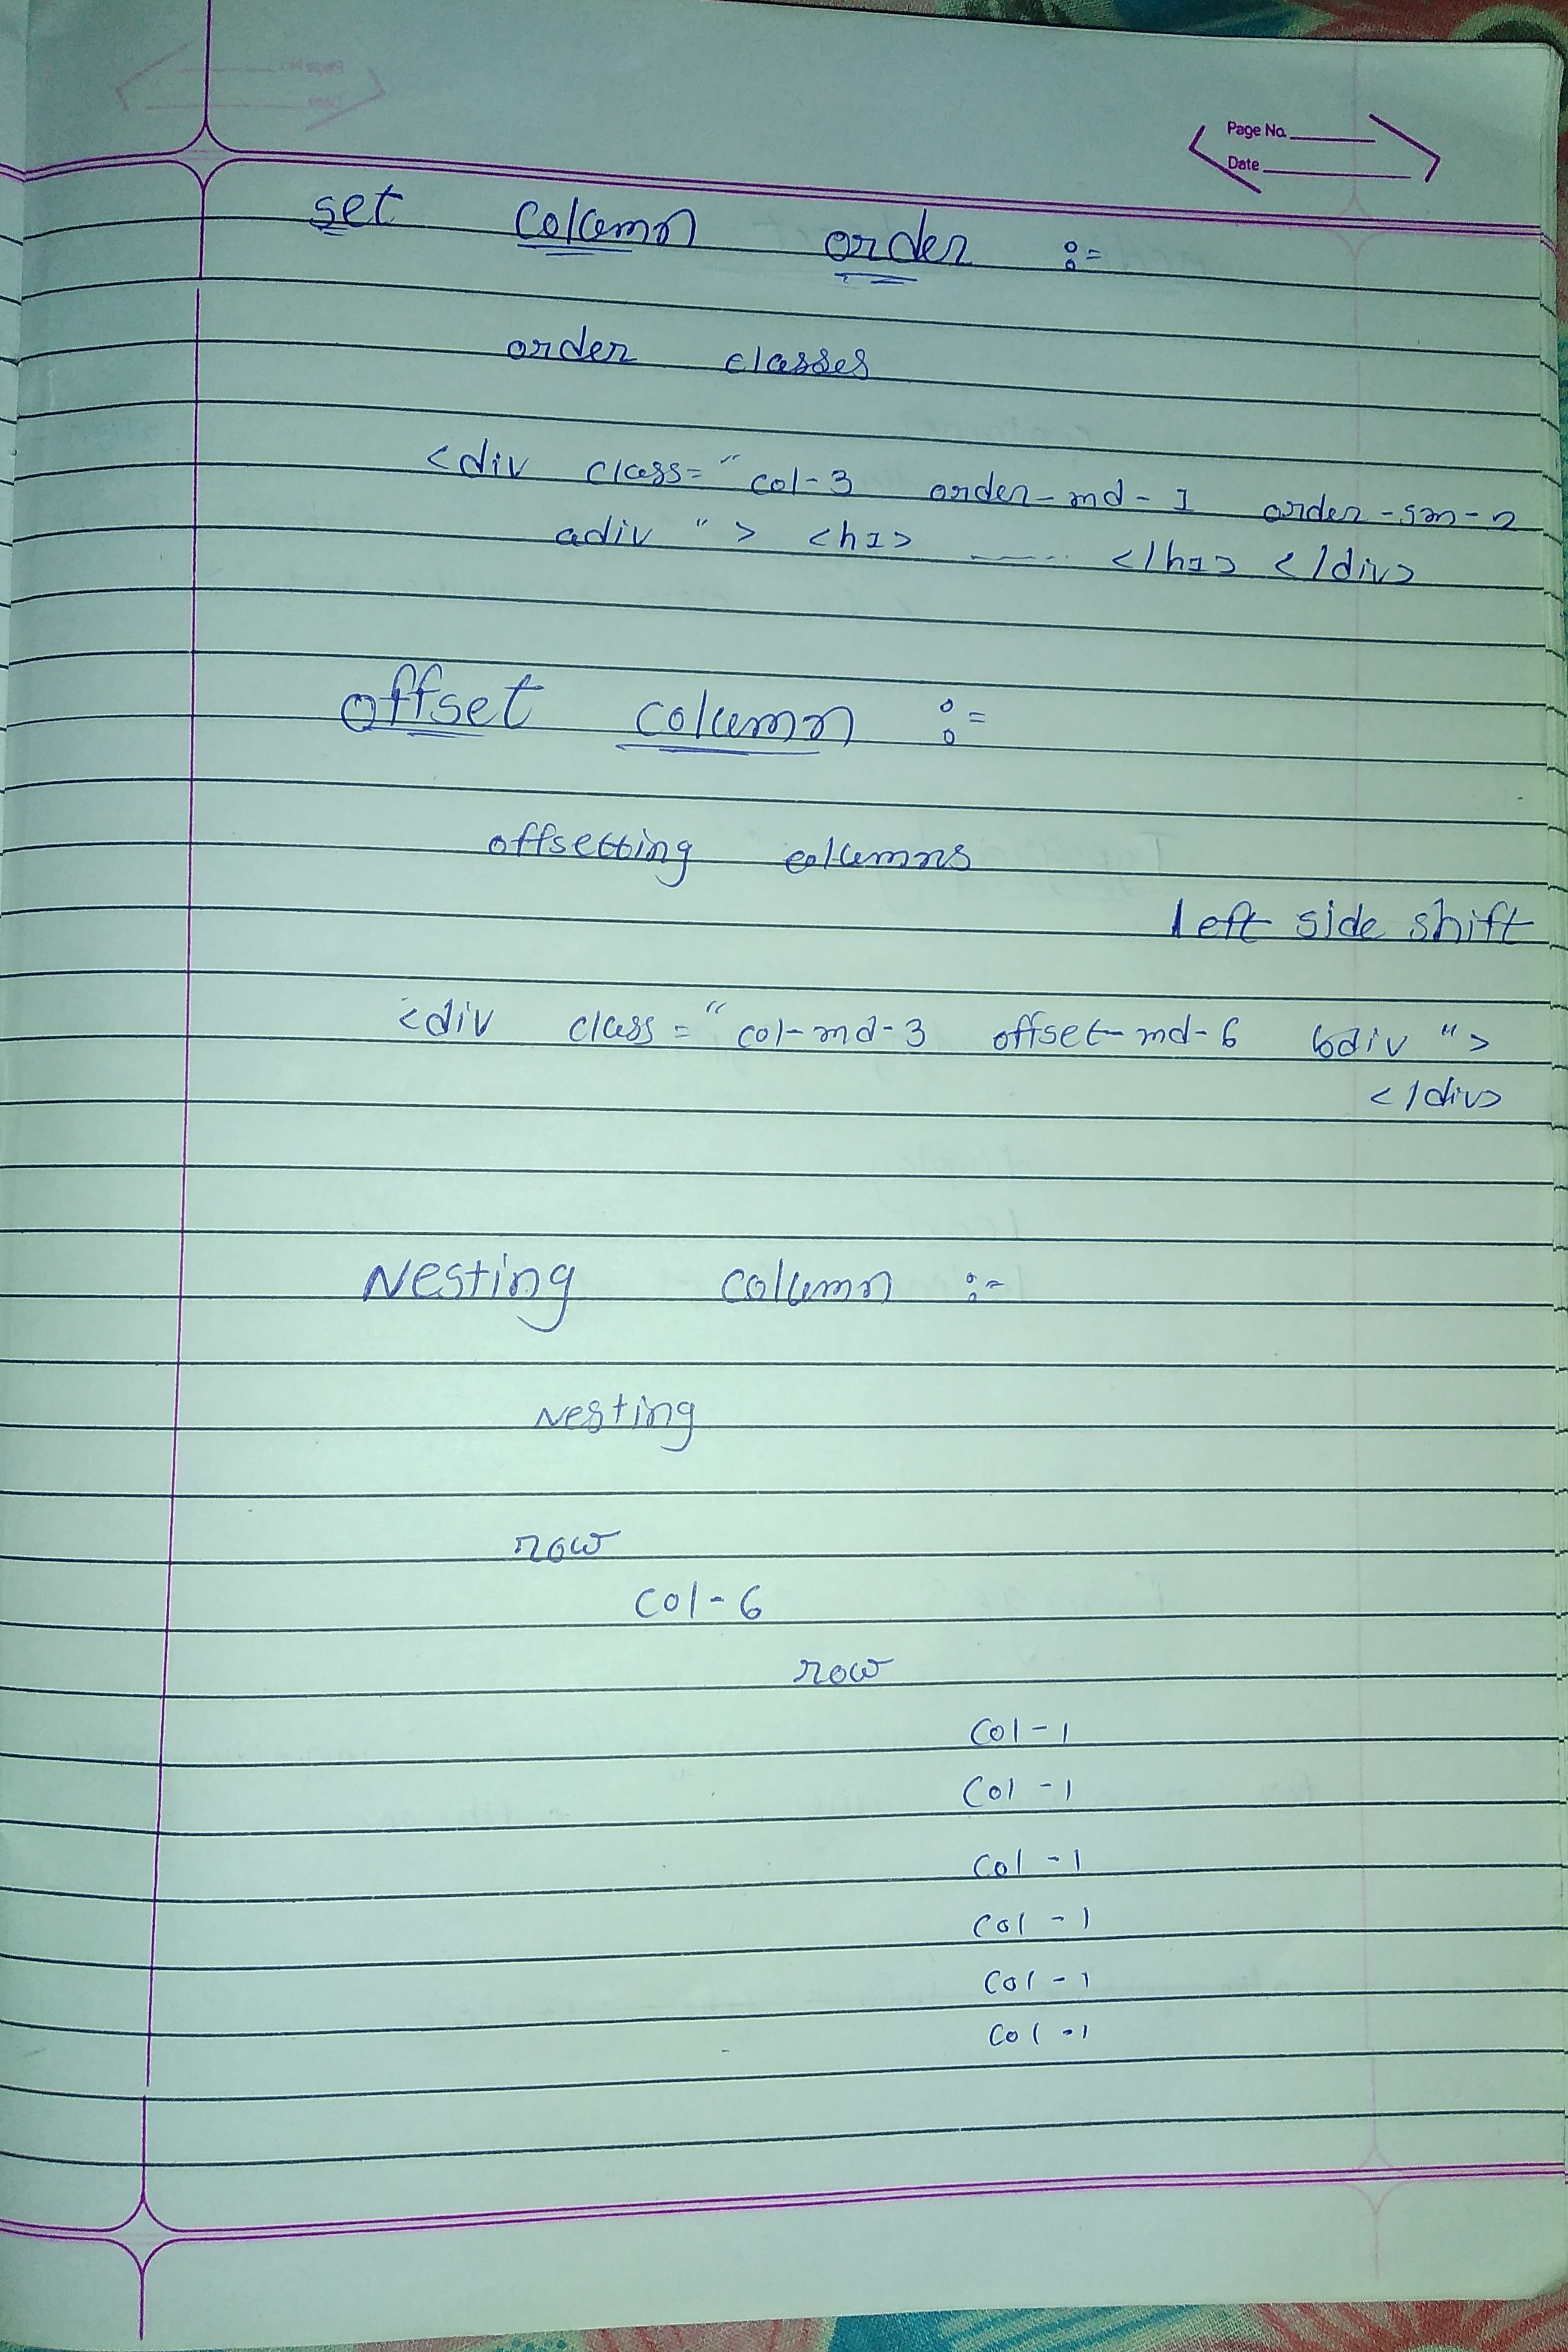 Page No.
Date
set column order :=
order classes
<div class="col-3 order-md-1 order-sm-2
adiv"> <h1> ...... </h1> </div>
offset column :=
offsetting columns
left side shift
<div class="col-md-3 offset-md-6 bdiv">
</div>
Nesting column :-
Nesting
row
col-6
row
col-1
col-1
col-1
col-1
col-1
col-1